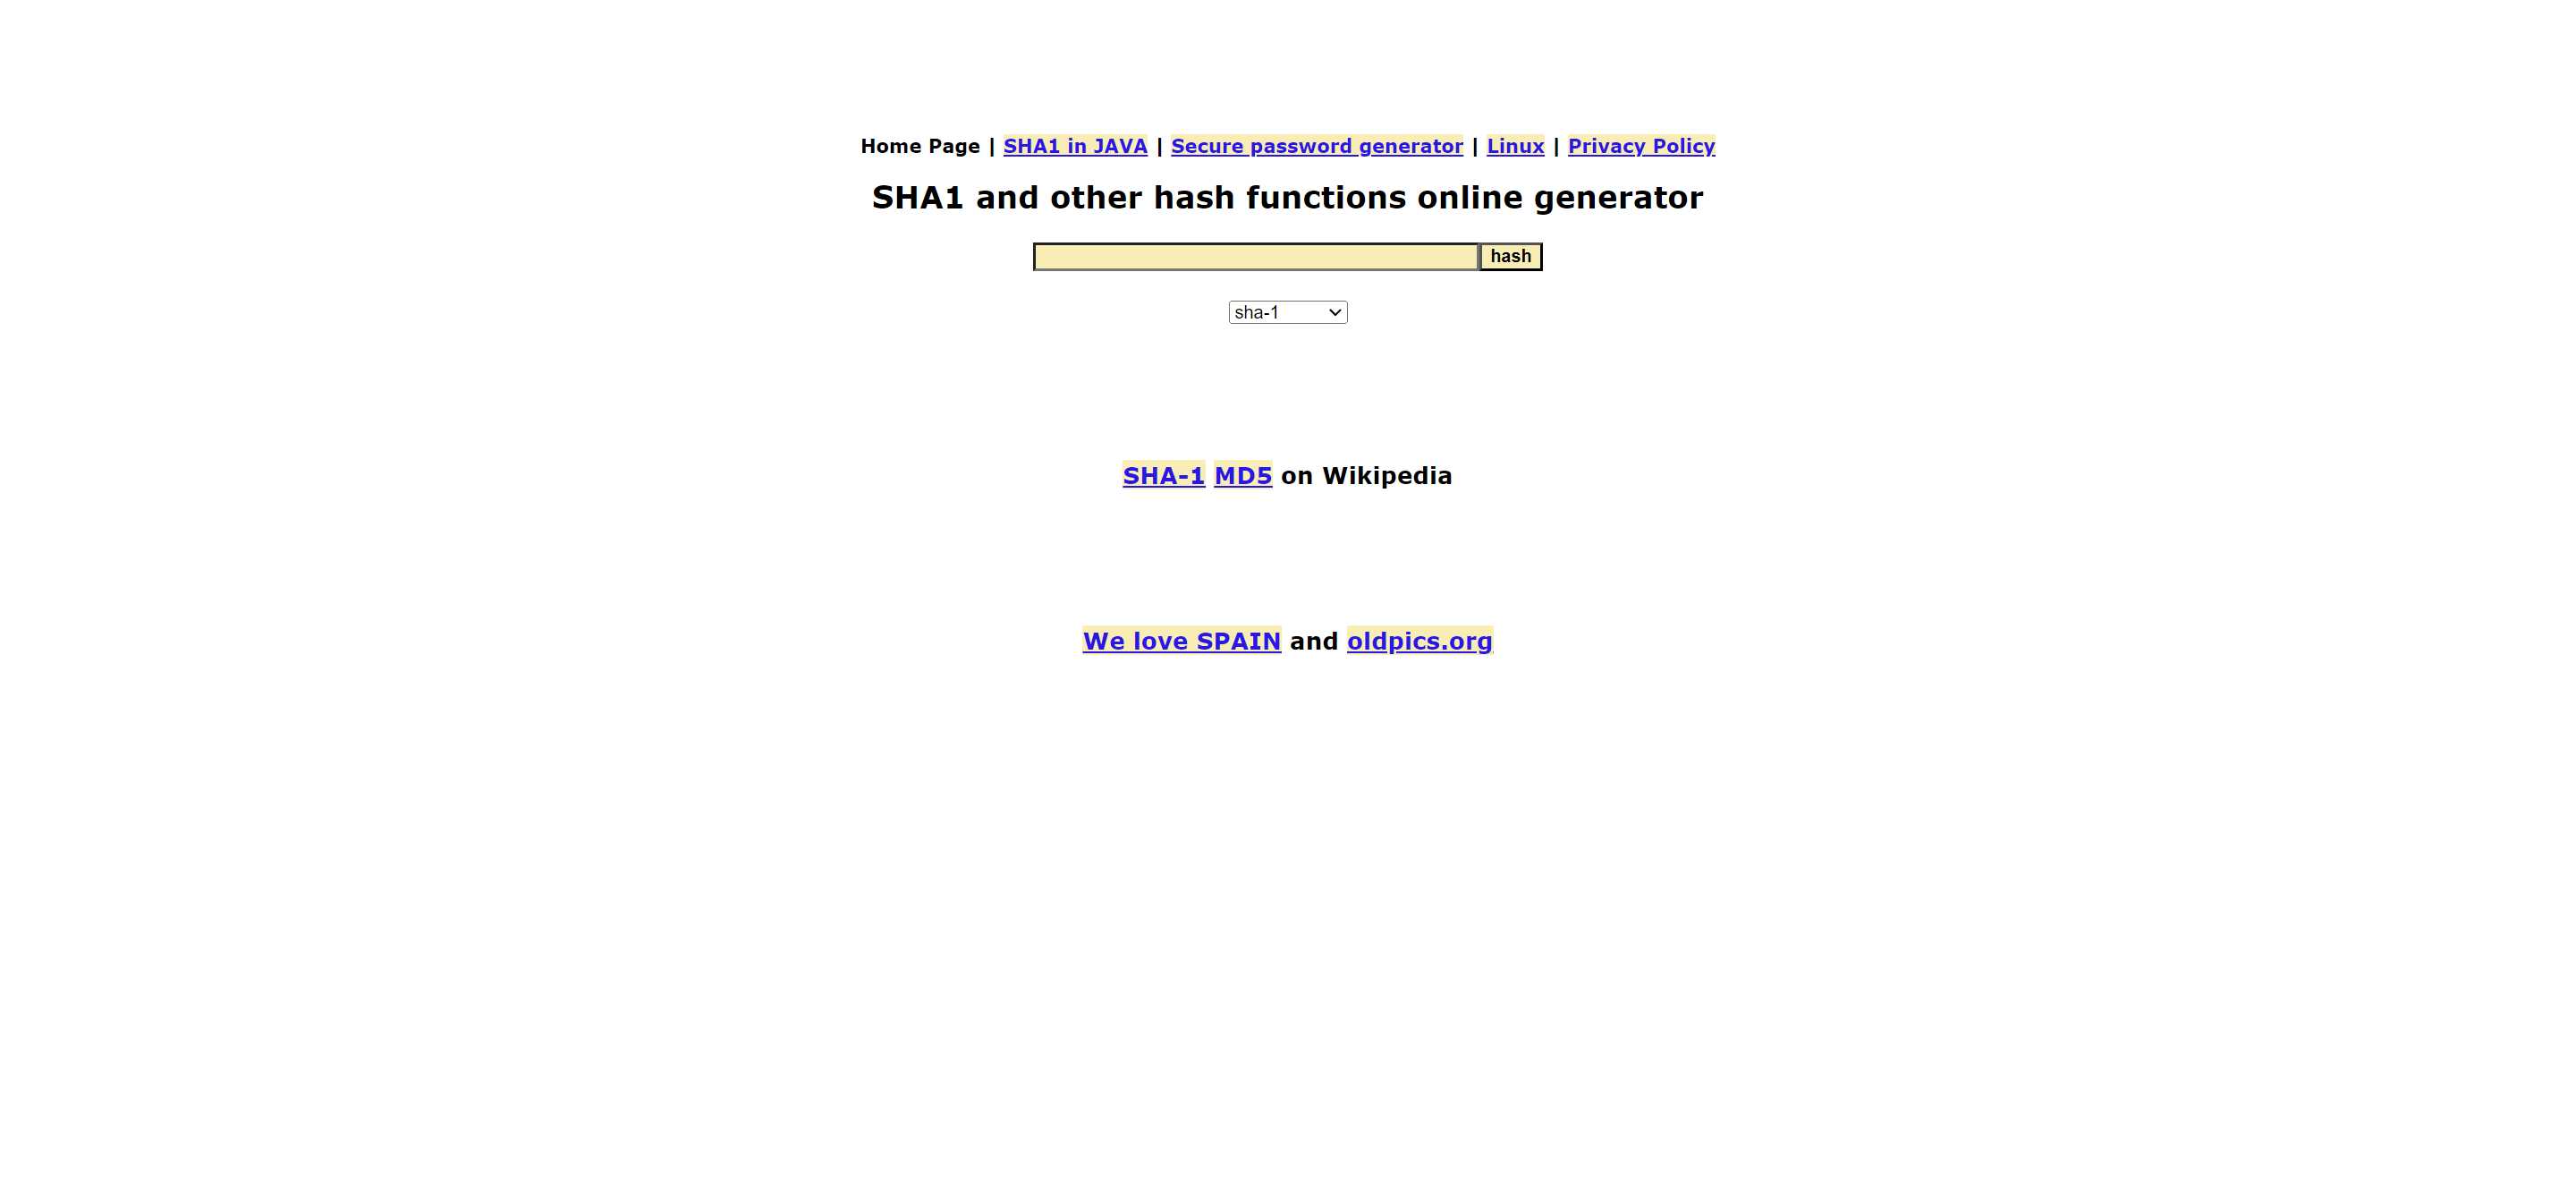 Home Page | SHA1 in JAVA | Secure password generator | Linux | Privacy Policy
SHA1 and other hash functions online generator
hash
sha-1
SHA-1 MD5 on Wikipedia
We love SPAIN and oldpics.org